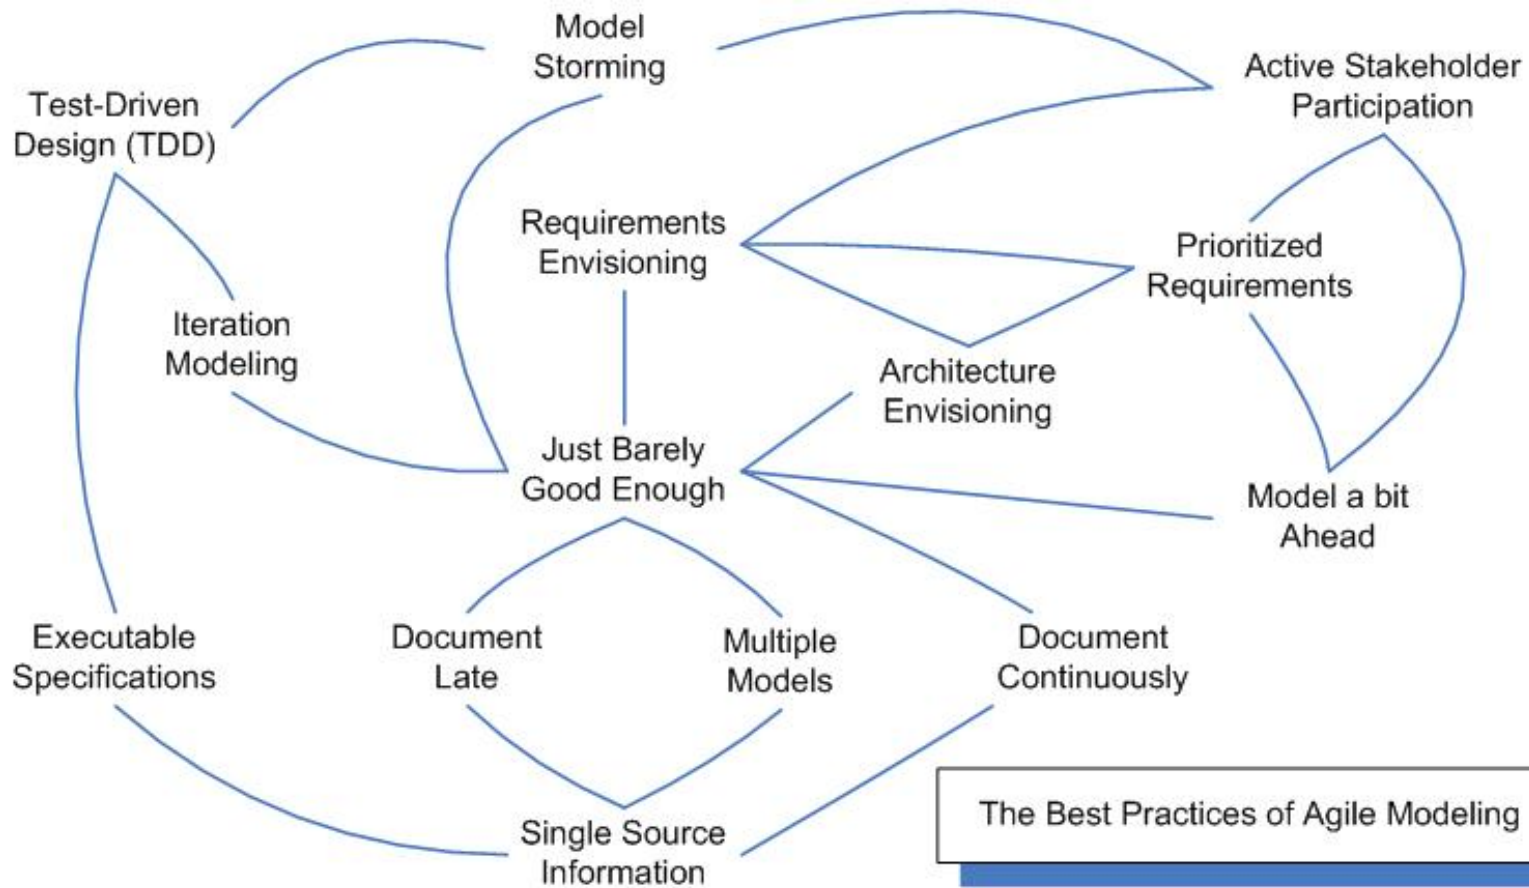 Model
Storming
Active Stakeholder
Participation
Test-Driven
Design (TDD)
Requirements
Envisioning
Prioritized
Requirements
Iteration
Modeling
Architecture
Envisioning
Just Barely
Good Enough
Model a bit
Ahead
Executable
Specifications
Document
Late
Multiple
Models
Document
Continuously
Single Source
Information
The Best Practices of Agile Modeling